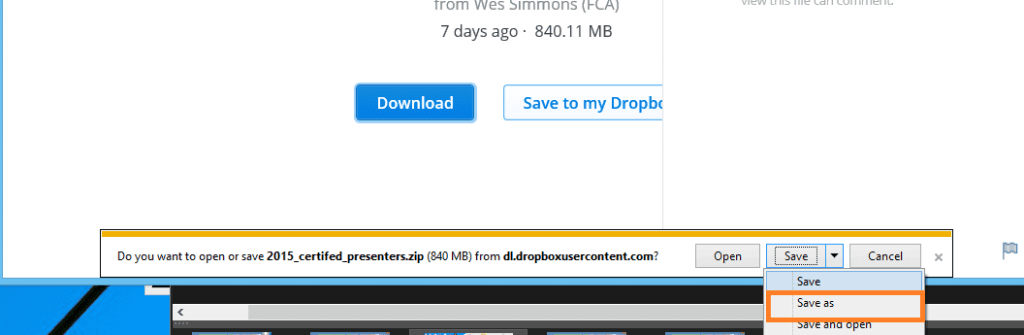 from Wes Simmons (FCA)
view this file can comment.
7 days ago · 840.11 MB
Download
Save to my Dropbo
Do you want to open or save 2015_certifed_presenters.zip (840 MB) from dl.dropboxusercontent.com?
Open
Save
Cancel
Save
Save as
Save and open